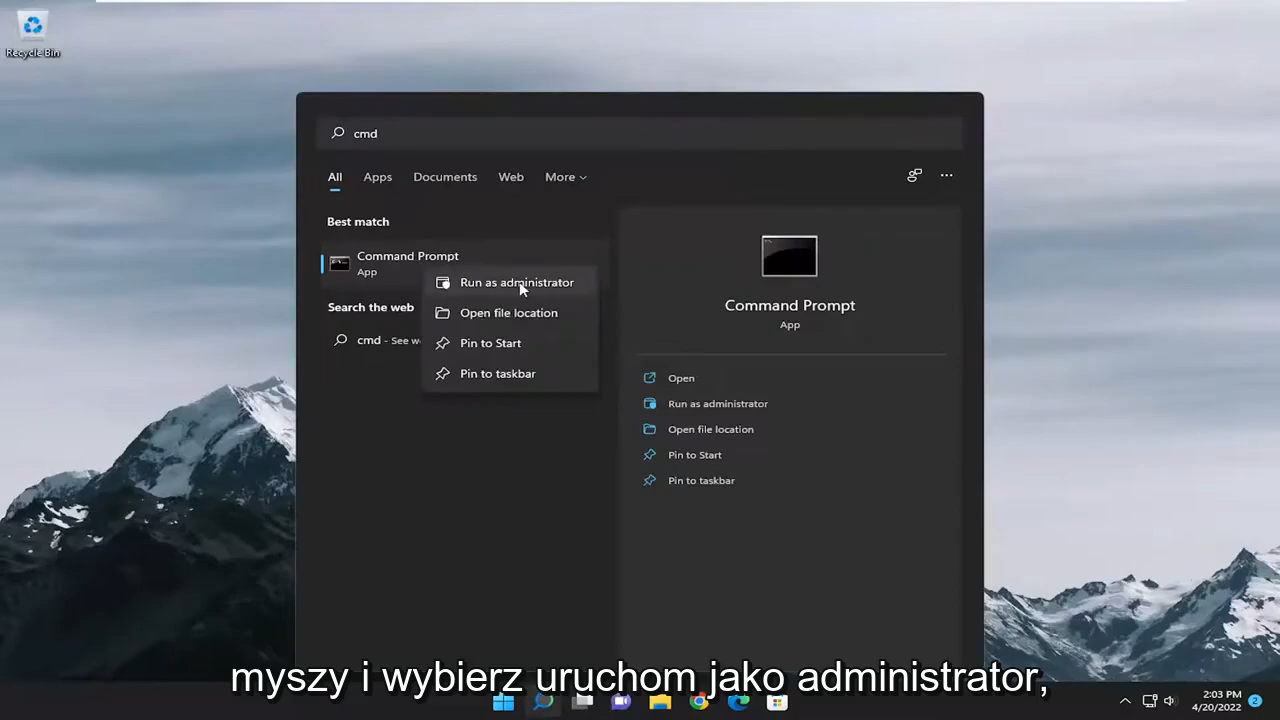 Recycle Bin
cmd
All Apps Documents Web More
Best match
Command Prompt
App
Search the web
cmd - See w
Run as administrator
Open file location
Pin to Start
Pin to taskbar
Command Prompt
App
Open
Run as administrator
Open file location
Pin to Start
Pin to taskbar
myszy i wybierz uruchom jako administrator,
2:03 PM
4/20/2022
2